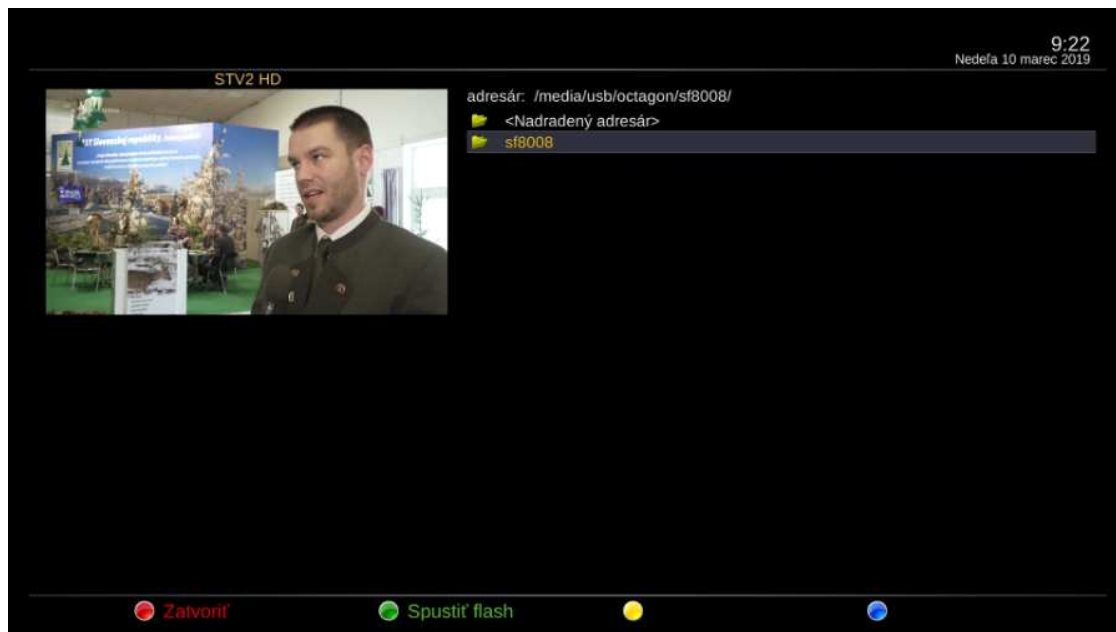 9:22
Nedeľa 10 marec 2019
STV2 HD
adresár: /media/usb/octagon/sf8008/
<Nadradený adresár>
sf8008
Zatvoriť
Spustiť flash